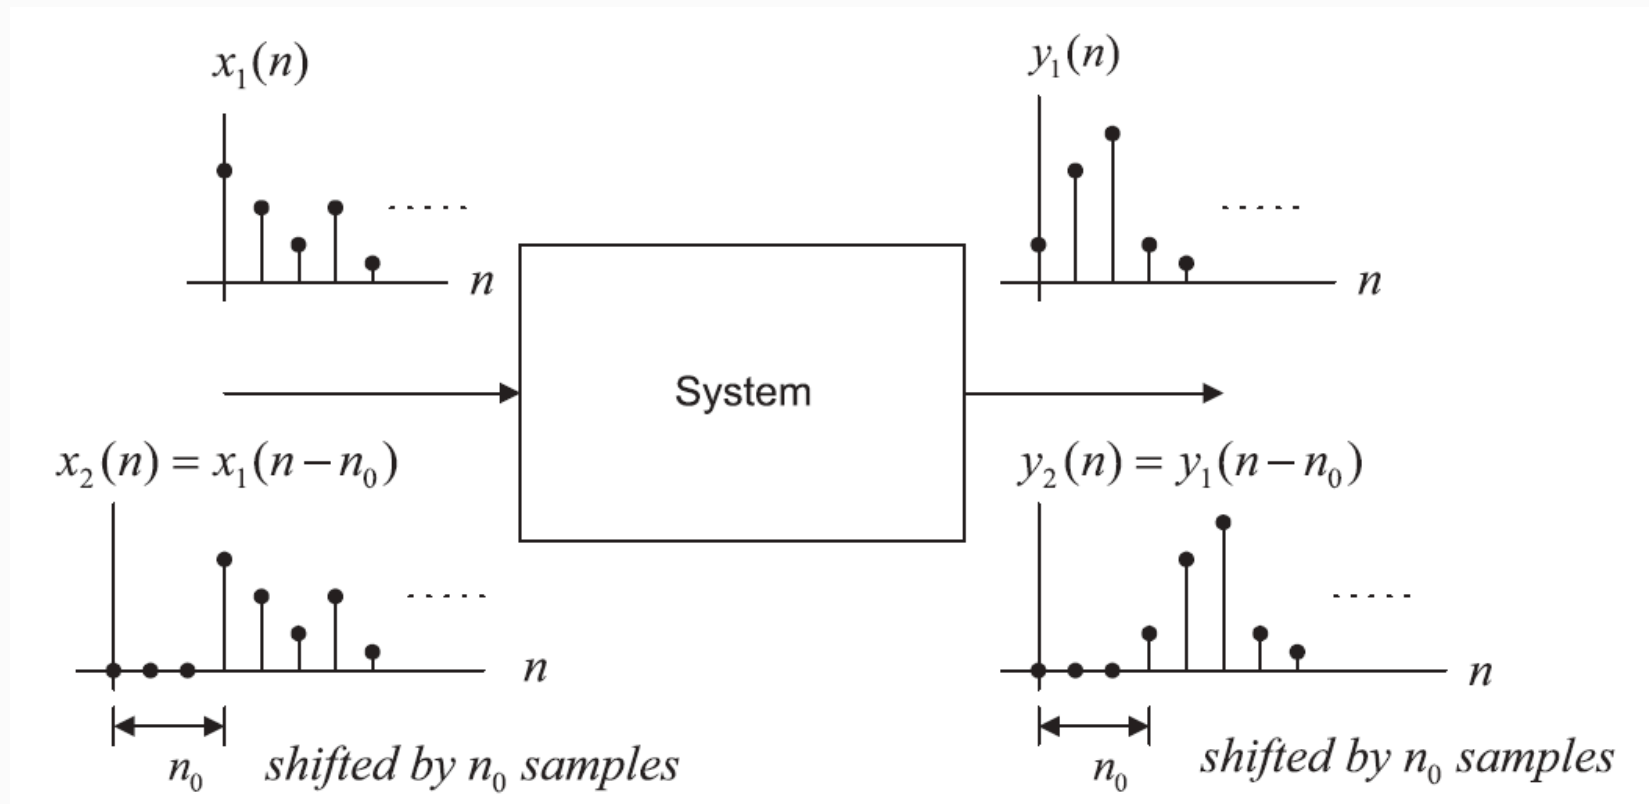 x₁(n)
y₁(n)
.....
.....
n
n
System
x₂(n) = x₁(n−n₀)
y₂(n) = y₁(n−n₀)
.....
.....
n
n
n₀ shifted by n₀ samples
n₀ shifted by n₀ samples